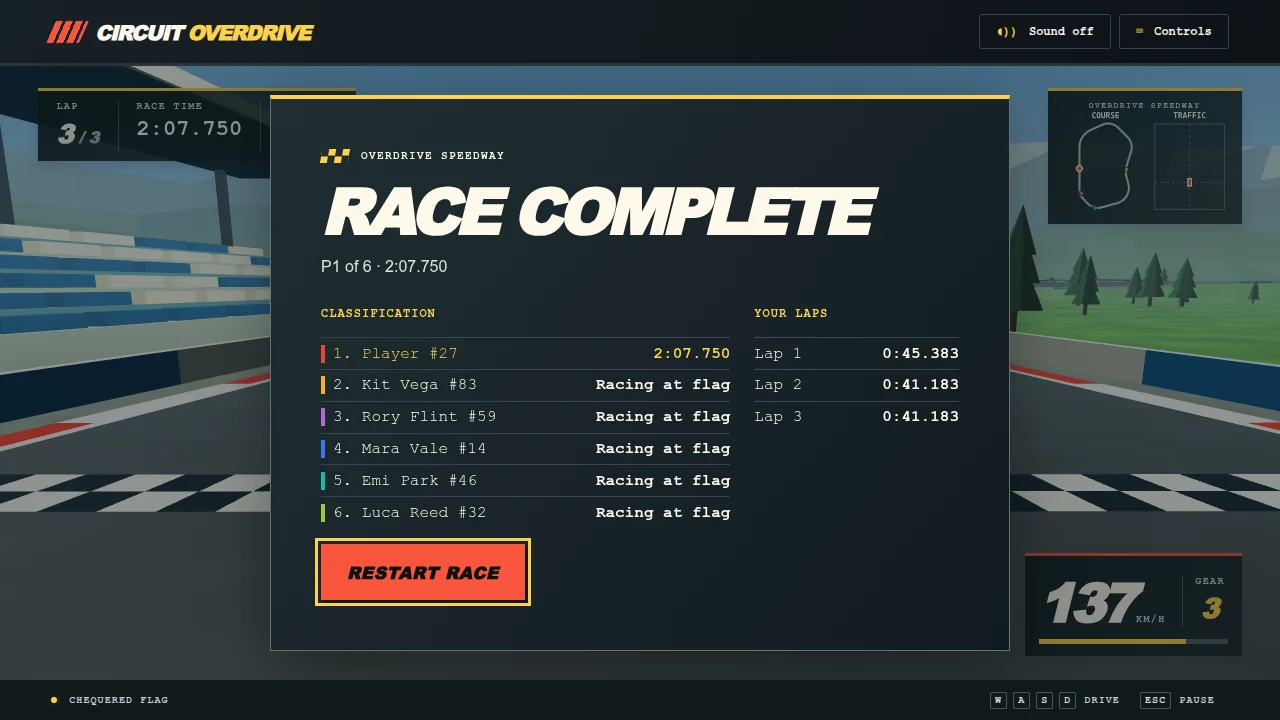 CIRCUIT OVERDRIVE
Sound off
Controls
LAP
3/3
RACE TIME
2:07.750
OVERDRIVE SPEEDWAY
COURSE
TRAFFIC
OVERDRIVE SPEEDWAY
RACE COMPLETE
P1 of 6 · 2:07.750
CLASSIFICATION
1. Player #27 2:07.750
2. Kit Vega #83 Racing at flag
3. Rory Flint #59 Racing at flag
4. Mara Vale #14 Racing at flag
5. Emi Park #46 Racing at flag
6. Luca Reed #32 Racing at flag
YOUR LAPS
Lap 1 0:45.383
Lap 2 0:41.183
Lap 3 0:41.183
RESTART RACE
137 KM/H
GEAR
3
CHEQUERED FLAG
W A S D DRIVE ESC PAUSE